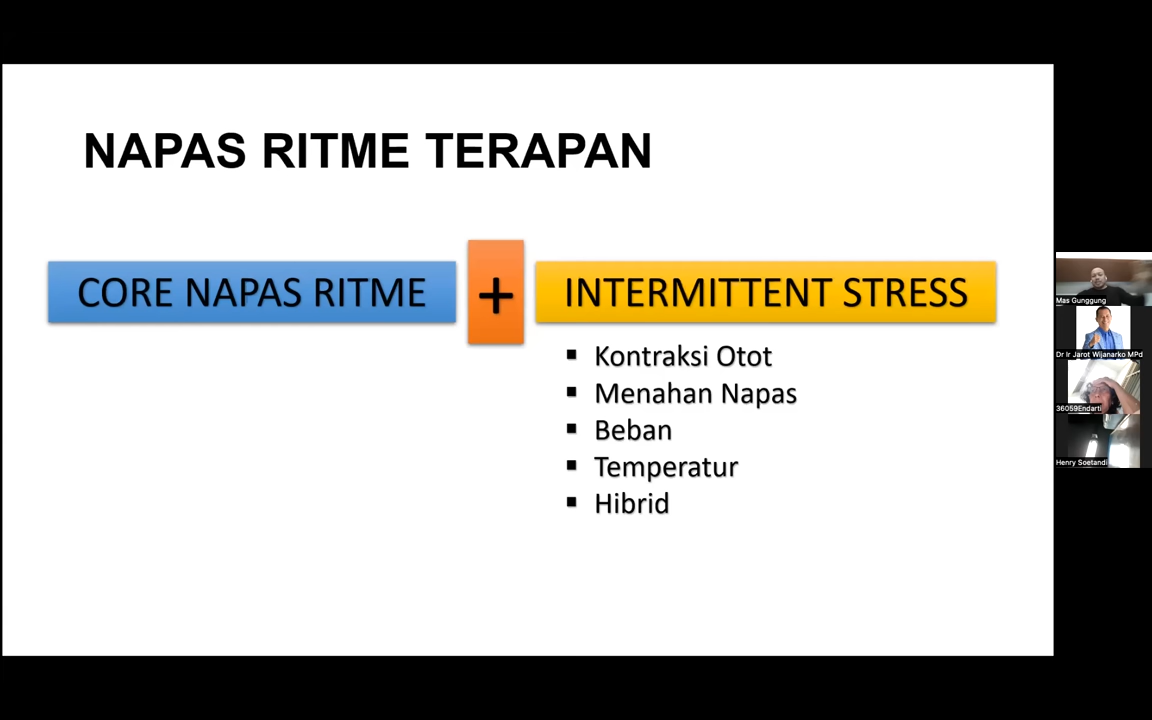 NAPAS RITME TERAPAN
CORE NAPAS RITME + INTERMITTENT STRESS
▪ Kontraksi Otot
▪ Menahan Napas
▪ Beban
▪ Temperatur
▪ Hibrid
Mas Gunggung
Dr Ir Jarot Wijanarko MPd
36059Endarti
Henry Soetandi